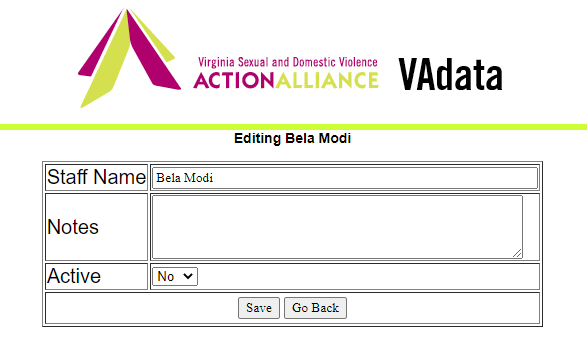 Virginia Sexual and Domestic Violence
ACTIONALLIANCE
VAdata
Editing Bela Modi
Staff Name Bela Modi
Notes
Active No
Save Go Back